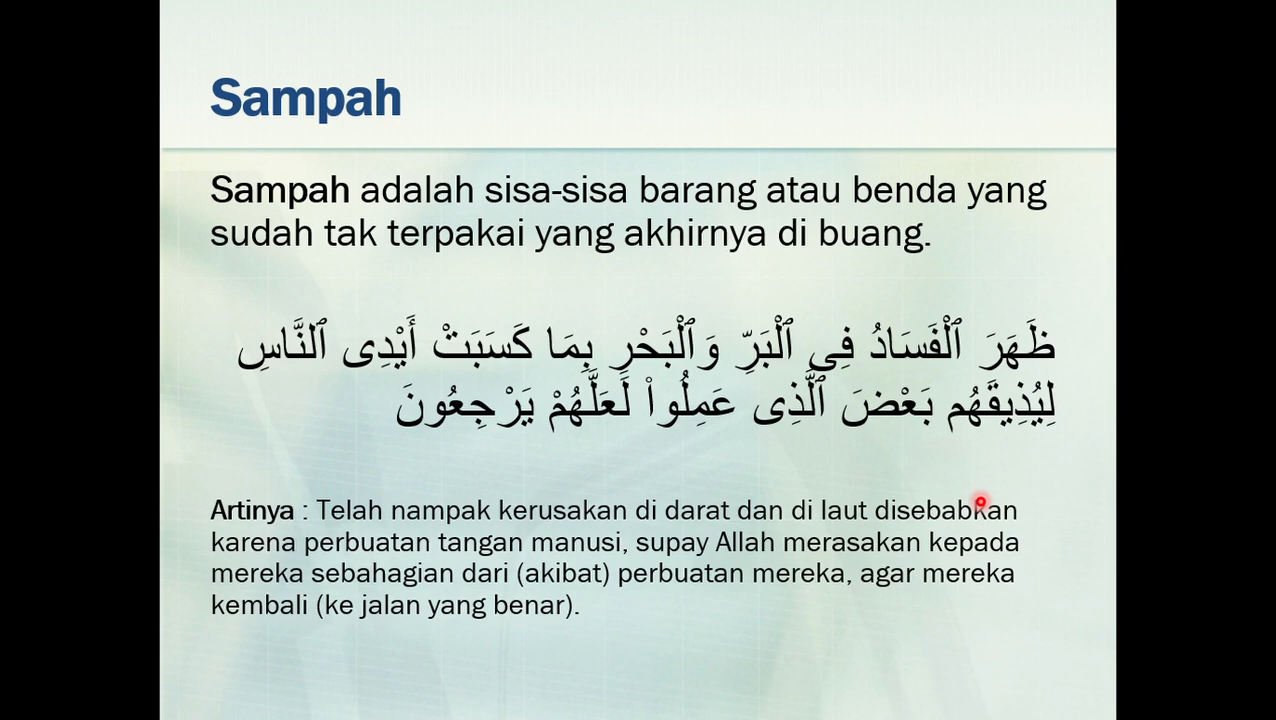 Sampah
Sampah adalah sisa-sisa barang atau benda yang
sudah tak terpakai yang akhirnya di buang.
ظَهَرَ ٱلْفَسَادُ فِى ٱلْبَرِّ وَٱلْبَحْرِ بِمَا كَسَبَتْ أَيْدِى ٱلنَّاسِ
لِيُذِيقَهُم بَعْضَ ٱلَّذِى عَمِلُوا۟ لَعَلَّهُمْ يَرْجِعُونَ
Artinya : Telah nampak kerusakan di darat dan di laut disebabkan
karena perbuatan tangan manusi, supay Allah merasakan kepada
mereka sebahagian dari (akibat) perbuatan mereka, agar mereka
kembali (ke jalan yang benar).